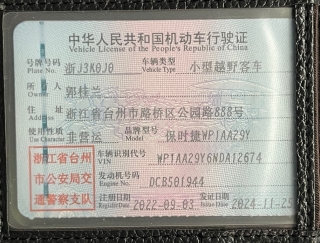 中华人民共和国机动车行驶证
Vehicle License of the People's Republic of China
号牌号码 浙J3K0J0 车辆类型 小型越野客车
Plate No. Vehicle Type
所有人 郭桂兰
Owner
住址 浙江省台州市路桥区公园路888号
Address
使用性质 非营运 品牌型号 保时捷WP1AA29Y
Use Character Model
浙江省台州
市公安局交
通警察支队
车辆识别代号 WP1AA29Y6NDA12674
VIN
发动机号码 DCB501944
Engine No.
注册日期 2022-09-03 发证日期 2024-11-25
Register Date Issue Date